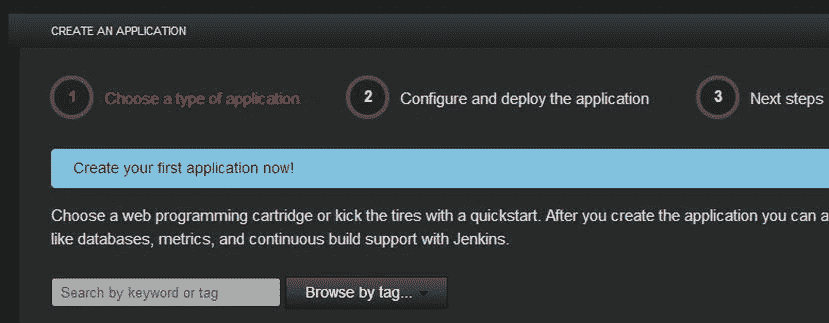 CREATE AN APPLICATION
1 Choose a type of application 2 Configure and deploy the application 3 Next steps
Create your first application now!
Choose a web programming cartridge or kick the tires with a quickstart. After you create the application you can a
like databases, metrics, and continuous build support with Jenkins.
Search by keyword or tag Browse by tag...